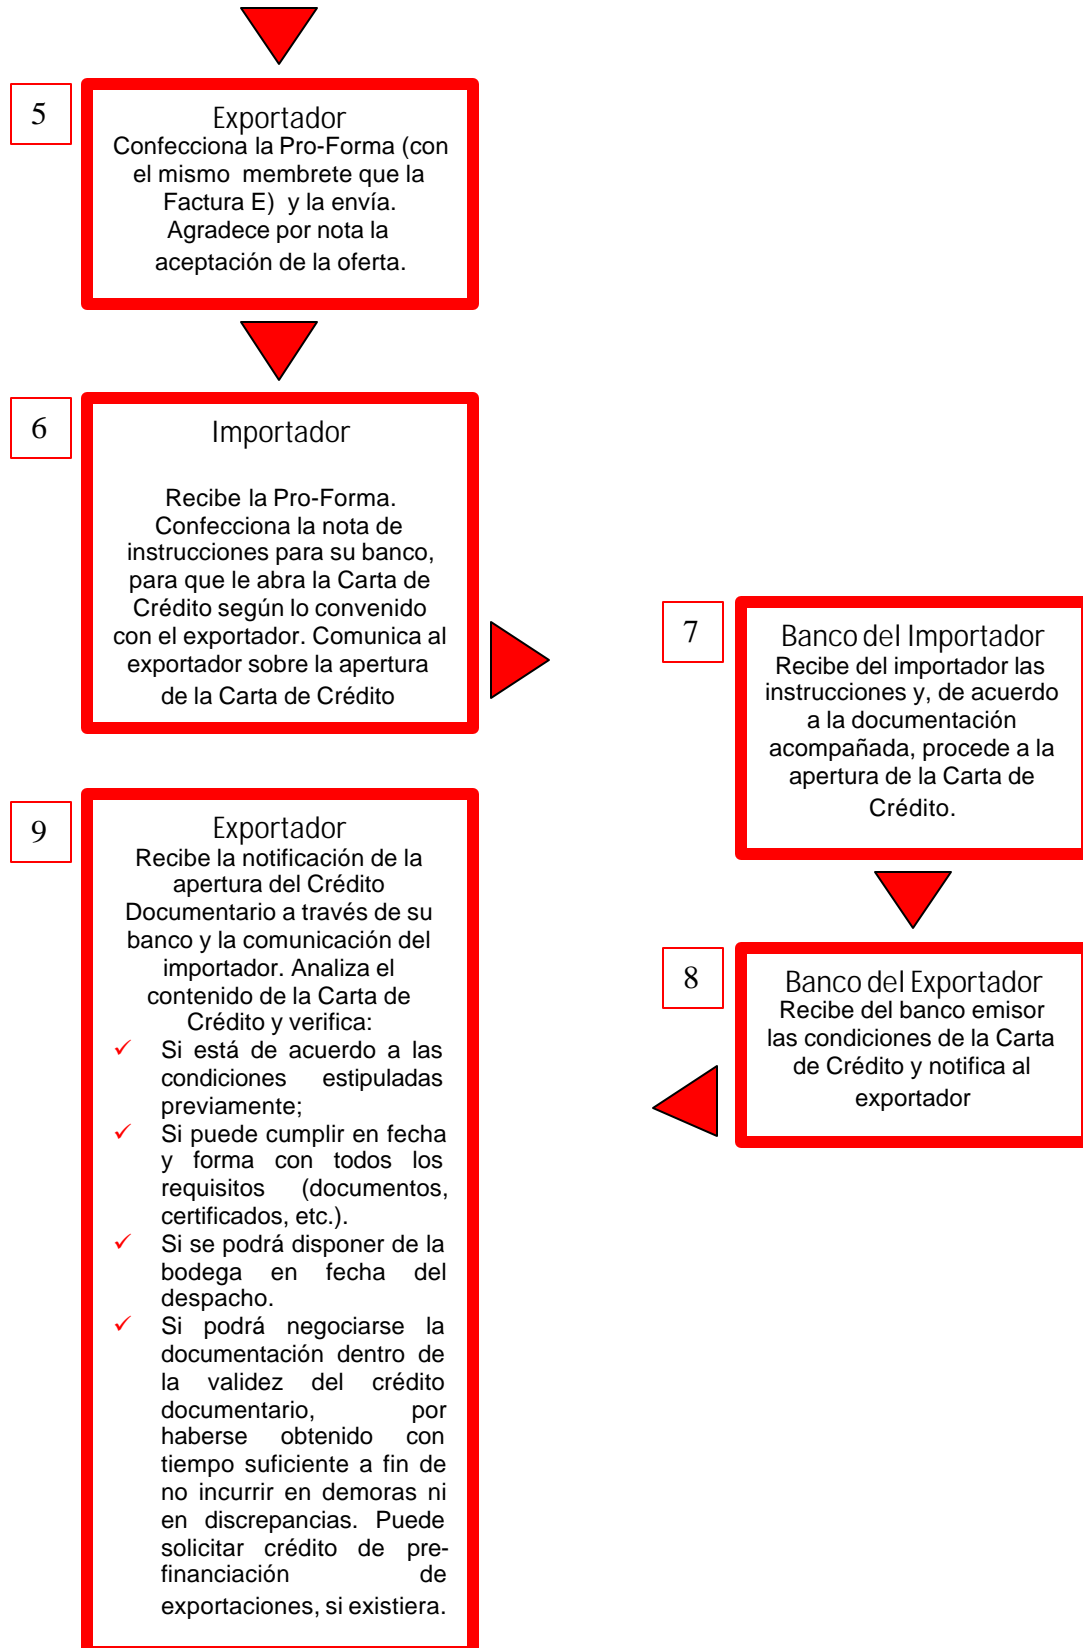 5
Exportador
Confecciona la Pro-Forma (con
el mismo membrete que la
Factura E) y la envía.
Agradece por nota la
aceptación de la oferta.
6
Importador
Recibe la Pro-Forma.
Confecciona la nota de
instrucciones para su banco,
para que le abra la Carta de
Crédito según lo convenido
con el exportador. Comunica al
exportador sobre la apertura
de la Carta de Crédito
7
Banco del Importador
Recibe del importador las
instrucciones y, de acuerdo
a la documentación
acompañada, procede a la
apertura de la Carta de
Crédito.
8
Banco del Exportador
Recibe del banco emisor
las condiciones de la Carta
de Crédito y notifica al
exportador
9
Exportador
Recibe la notificación de la
apertura del Crédito
Documentario a través de su
banco y la comunicación del
importador. Analiza el
contenido de la Carta de
Crédito y verifica:
✓ Si está de acuerdo a las
condiciones estipuladas
previamente;
✓ Si puede cumplir en fecha
y forma con todos los
requisitos (documentos,
certificados, etc.).
✓ Si se podrá disponer de la
bodega en fecha del
despacho.
✓ Si podrá negociarse la
documentación dentro de
la validez del crédito
documentario, por
haberse obtenido con
tiempo suficiente a fin de
no incurrir en demoras ni
en discrepancias. Puede
solicitar crédito de pre-
financiación de
exportaciones, si existiera.